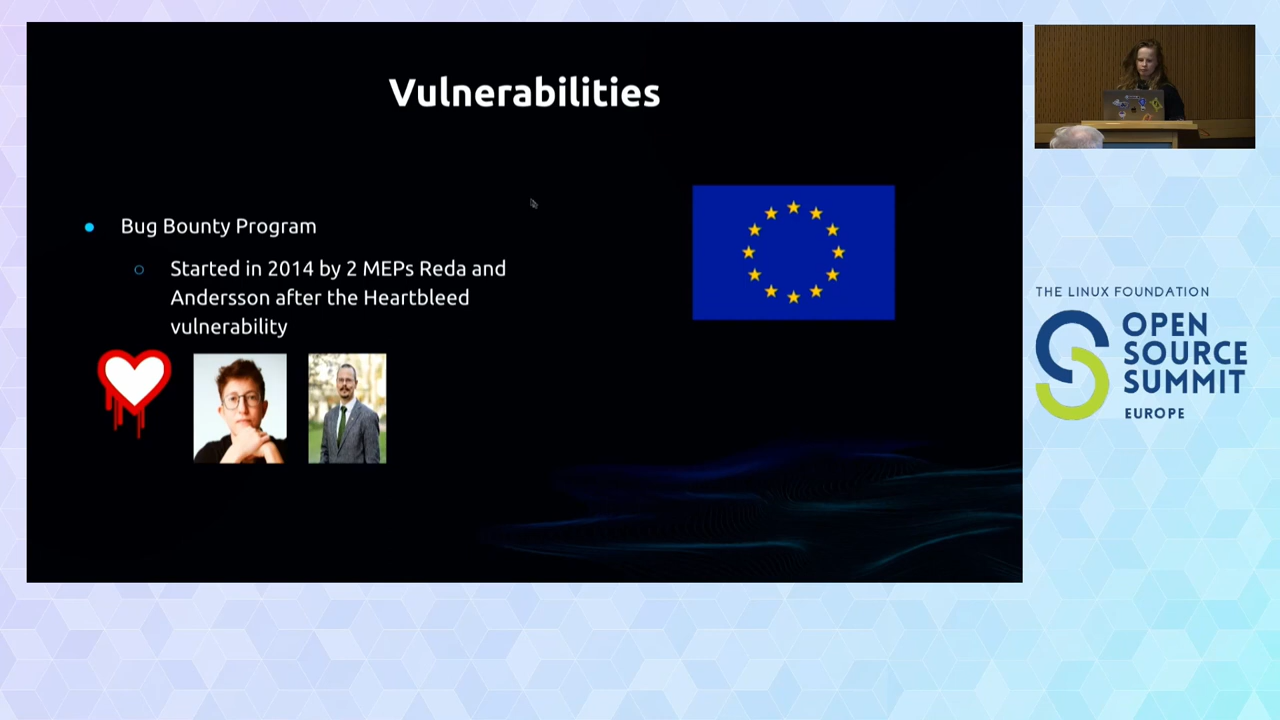 Vulnerabilities
Bug Bounty Program
Started in 2014 by 2 MEPs Reda and
Andersson after the Heartbleed
vulnerability
THE LINUX FOUNDATION
OPEN
SOURCE
SUMMIT
EUROPE